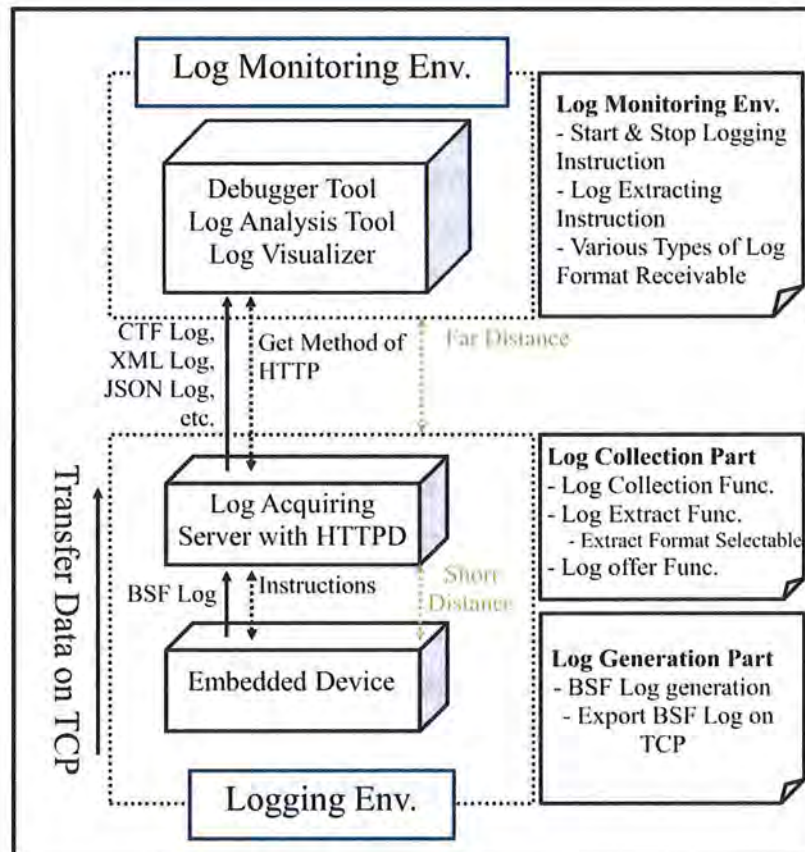 Log Monitoring Env.
Debugger Tool
Log Analysis Tool
Log Visualizer
Log Monitoring Env.
- Start & Stop Logging
Instruction
- Log Extracting
Instruction
- Various Types of Log
Format Receivable
CTF Log,
XML Log,
JSON Log,
etc.
Get Method of
HTTP
Far Distance
Transfer Data on TCP
Log Acquiring
Server with HTTPD
Log Collection Part
- Log Collection Func.
- Log Extract Func.
- Extract Format Selectable
- Log offer Func.
BSF Log
Instructions
Short
Distance
Embedded Device
Log Generation Part
- BSF Log generation
- Export BSF Log on
TCP
Logging Env.